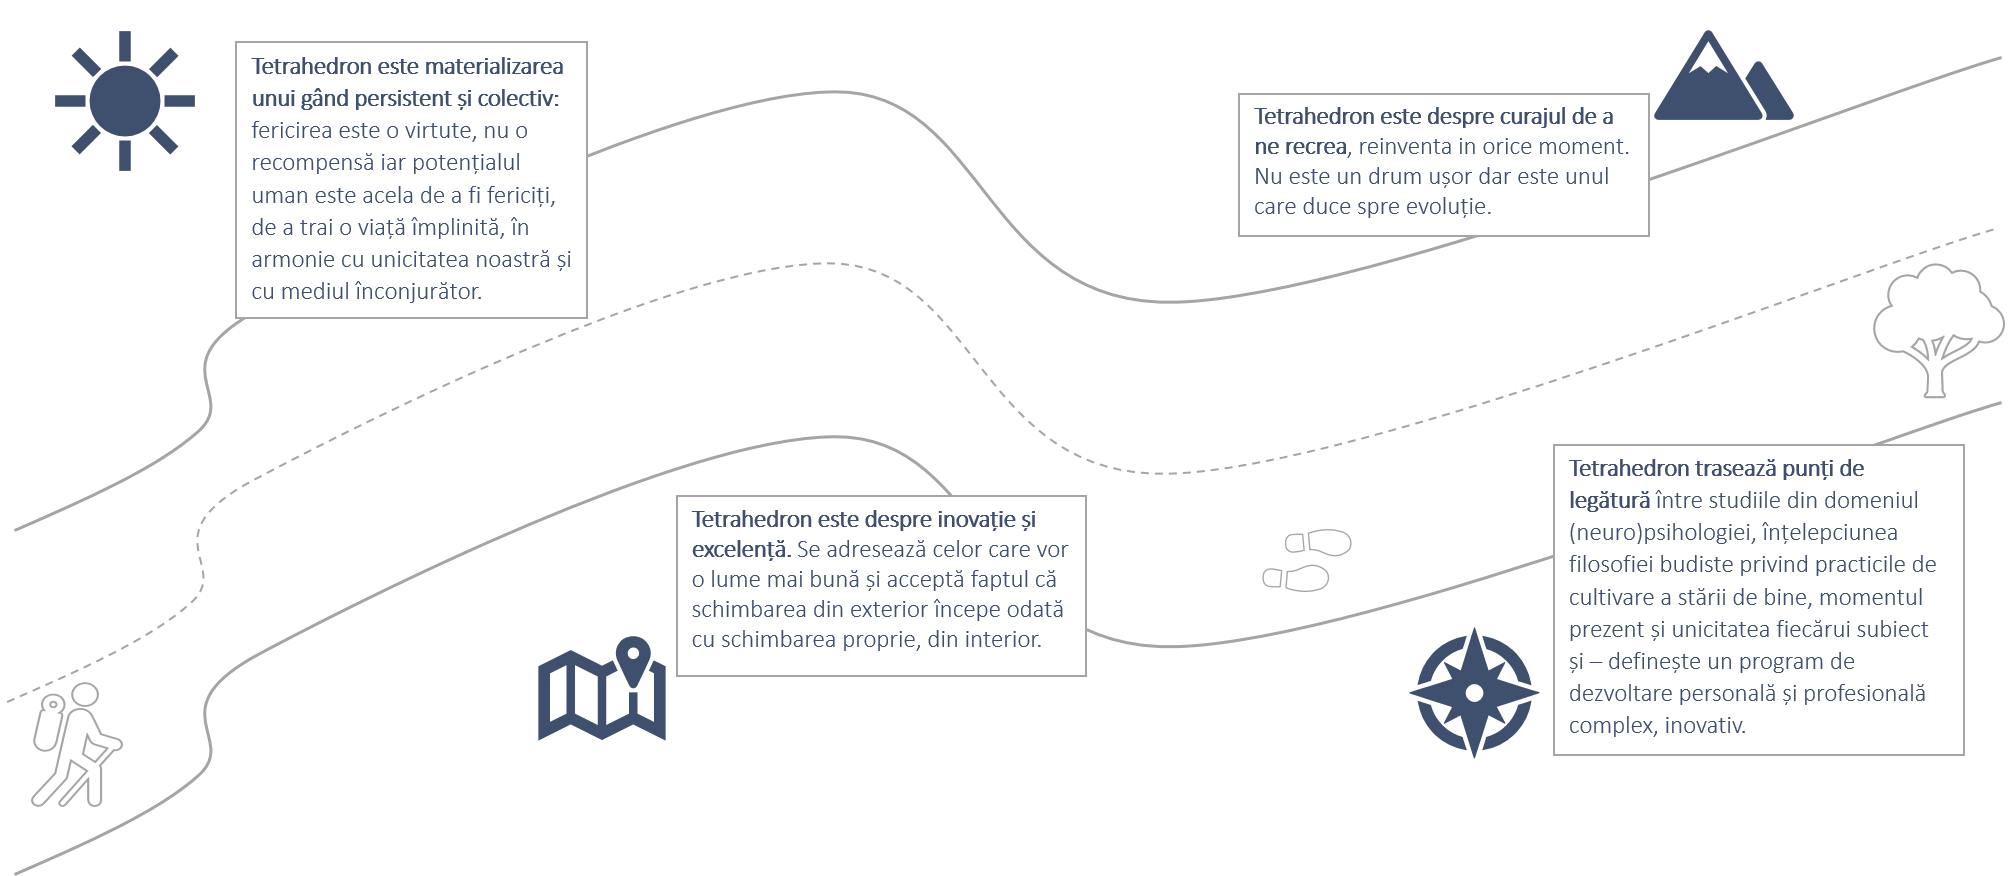 Tetrahedron este materializarea
unui gând persistent și colectiv:
fericirea este o virtute, nu o
recompensă iar potențialul
uman este acela de a fi fericiți,
de a trai o viață împlinită, în
armonie cu unicitatea noastră și
cu mediul înconjurător.
Tetrahedron este despre inovație și
excelență. Se adresează celor care vor
o lume mai bună și acceptă faptul că
schimbarea din exterior începe odată
cu schimbarea proprie, din interior.
Tetrahedron este despre curajul de a
ne recrea, reinventa in orice moment.
Nu este un drum ușor dar este unul
care duce spre evoluție.
Tetrahedron trasează punți de
legătură între studiile din domeniul
(neuro)psihologiei, înțelepciunea
filosofiei budiste privind practicile de
cultivare a stării de bine, momentul
prezent și unicitatea fiecărui subiect
și – definește un program de
dezvoltare personală și profesională
complex, inovativ.